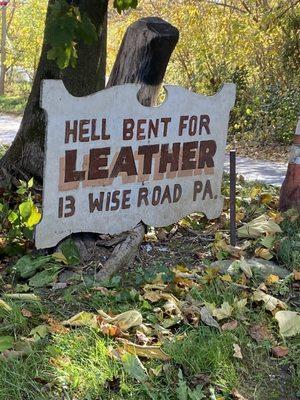 HELL BENT FOR
LEATHER
13 WISE ROAD PA.